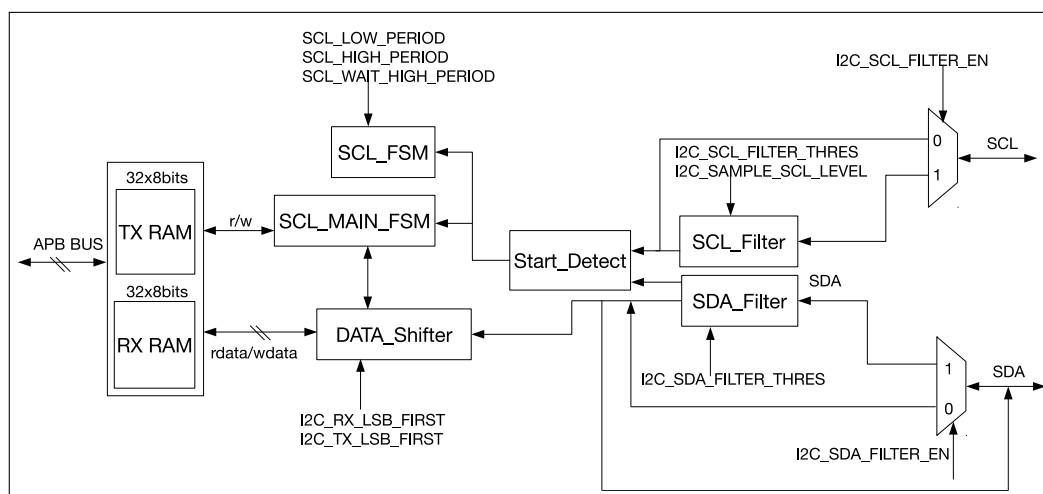 SCL_LOW_PERIOD
SCL_HIGH_PERIOD
SCL_WAIT_HIGH_PERIOD
I2C_SCL_FILTER_EN
SCL_FSM
0
SCL
1
I2C_SCL_FILTER_THRES
I2C_SAMPLE_SCL_LEVEL
32x8bits
TX RAM
r/w
SCL_MAIN_FSM
SCL_Filter
APB BUS
Start_Detect
32x8bits
RX RAM
rdata/wdata
DATA_Shifter
SDA_Filter
SDA
I2C_SDA_FILTER_THRES
1
SDA
0
I2C_RX_LSB_FIRST
I2C_TX_LSB_FIRST
I2C_SDA_FILTER_EN